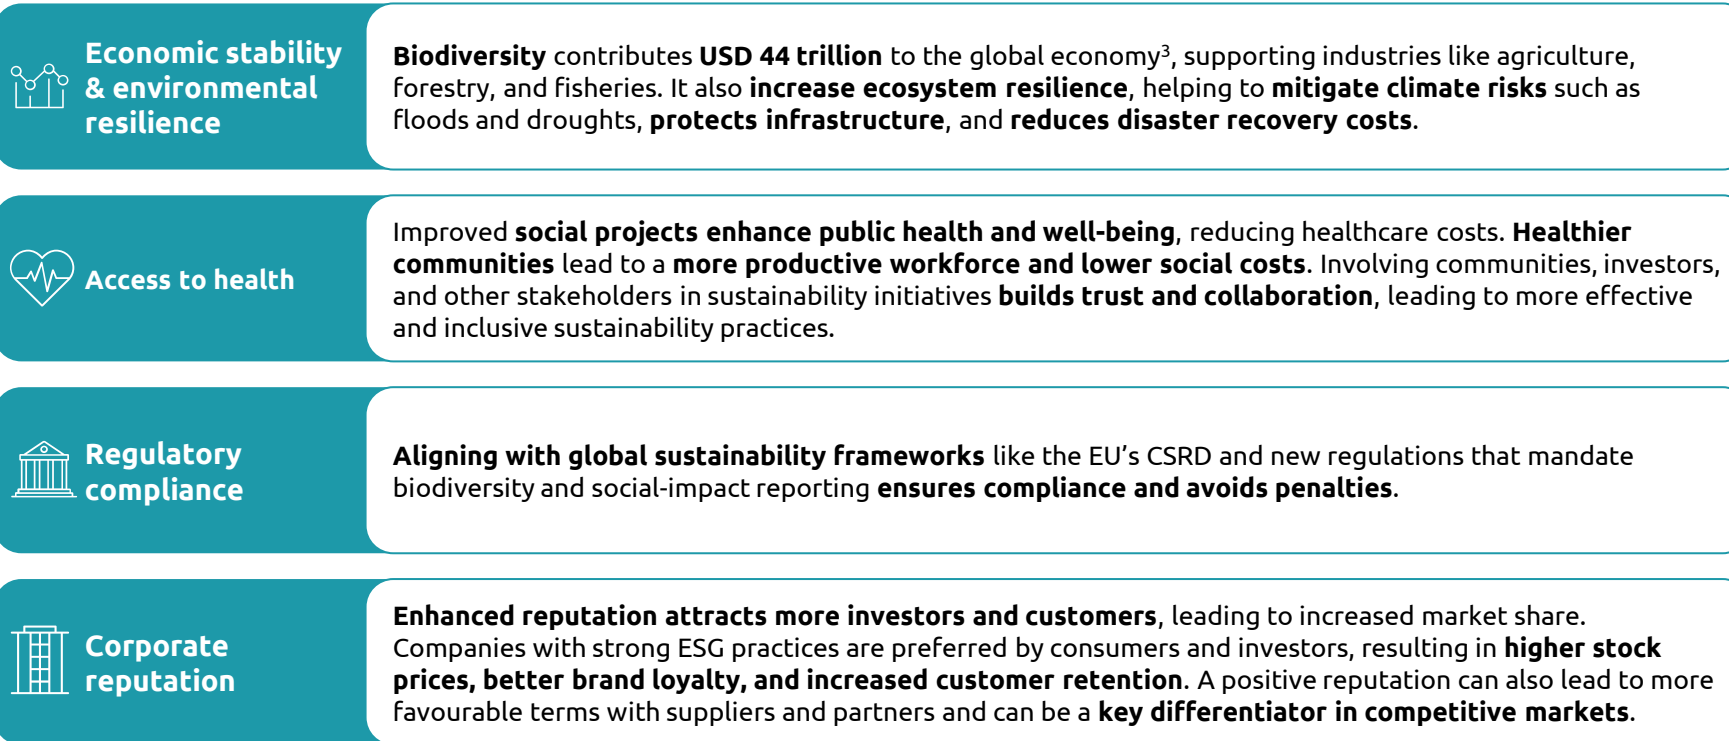 Economic stability
& environmental
resilience
Biodiversity contributes USD 44 trillion to the global economy³, supporting industries like agriculture,
forestry, and fisheries. It also increase ecosystem resilience, helping to mitigate climate risks such as
floods and droughts, protects infrastructure, and reduces disaster recovery costs.
Access to health
Improved social projects enhance public health and well-being, reducing healthcare costs. Healthier
communities lead to a more productive workforce and lower social costs. Involving communities, investors,
and other stakeholders in sustainability initiatives builds trust and collaboration, leading to more effective
and inclusive sustainability practices.
Regulatory
compliance
Aligning with global sustainability frameworks like the EU’s CSRD and new regulations that mandate
biodiversity and social-impact reporting ensures compliance and avoids penalties.
Corporate
reputation
Enhanced reputation attracts more investors and customers, leading to increased market share.
Companies with strong ESG practices are preferred by consumers and investors, resulting in higher stock
prices, better brand loyalty, and increased customer retention. A positive reputation can also lead to more
favourable terms with suppliers and partners and can be a key differentiator in competitive markets.